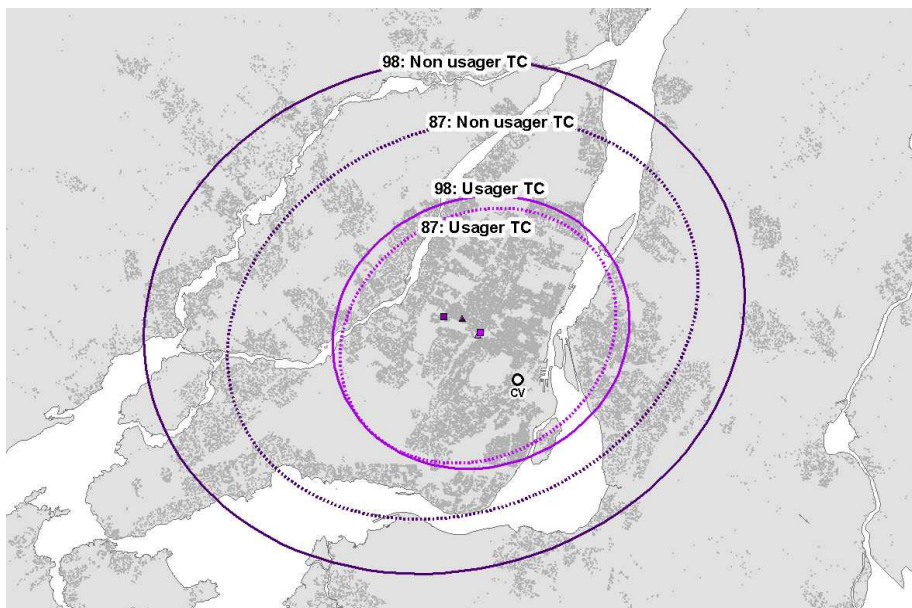 98: Non usager TC
87: Non usager TC
98: Usager TC
87: Usager TC
CV